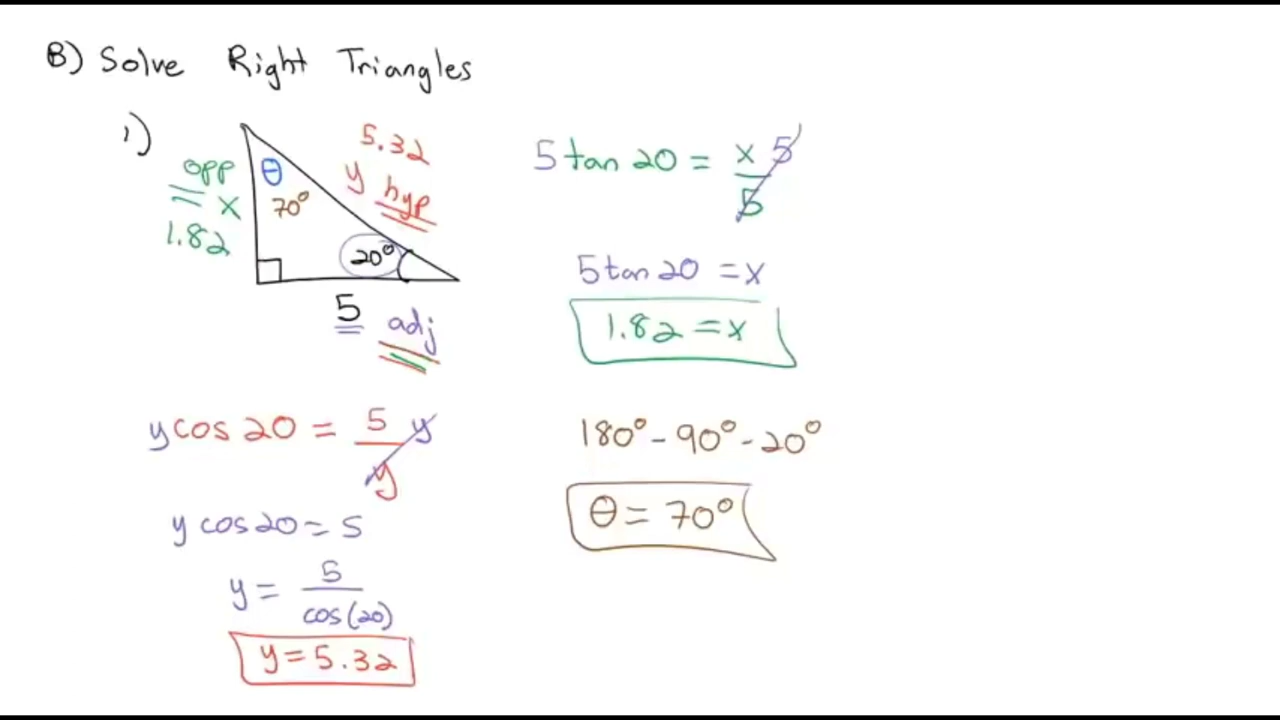 B) Solve Right Triangles
1)
opp
x
1.82
θ
70°
5.32
y hyp
20°
5 adj
5 tan 20 = x 5 / 5
5 tan 20 = x
1.82 = x
y cos 20 = 5 y / y
y cos 20 = 5
y = 5 / cos(20)
y = 5.32
180° - 90° - 20°
θ = 70°